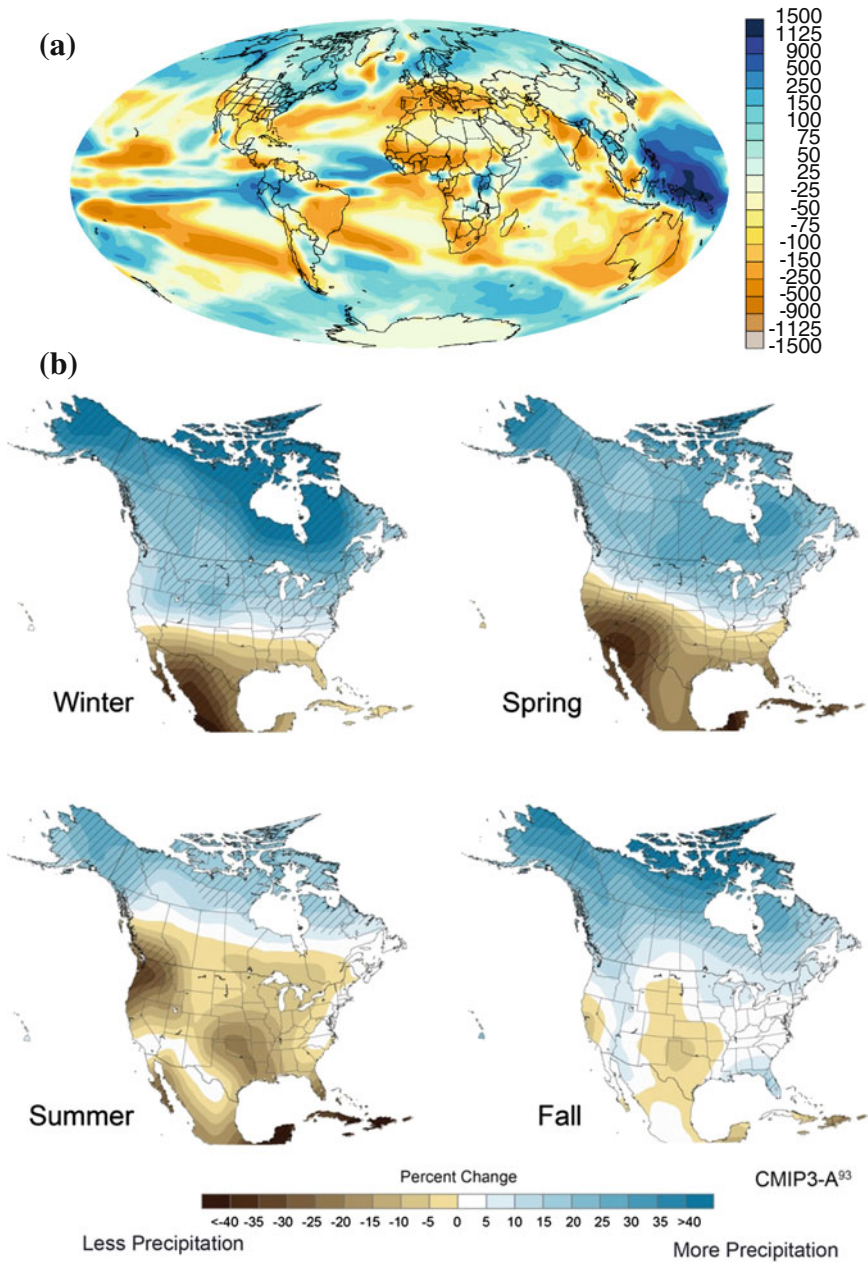 (a)
1500
1125
900
500
250
150
100
75
50
25
-25
-50
-75
-100
-150
-250
-500
-900
-1125
-1500
(b)
Winter
Spring
Summer
Fall
Percent Change
CMIP3-A93
<-40 -35 -30 -25 -20 -15 -10 -5 0 5 10 15 20 25 30 35 >40
Less Precipitation
More Precipitation